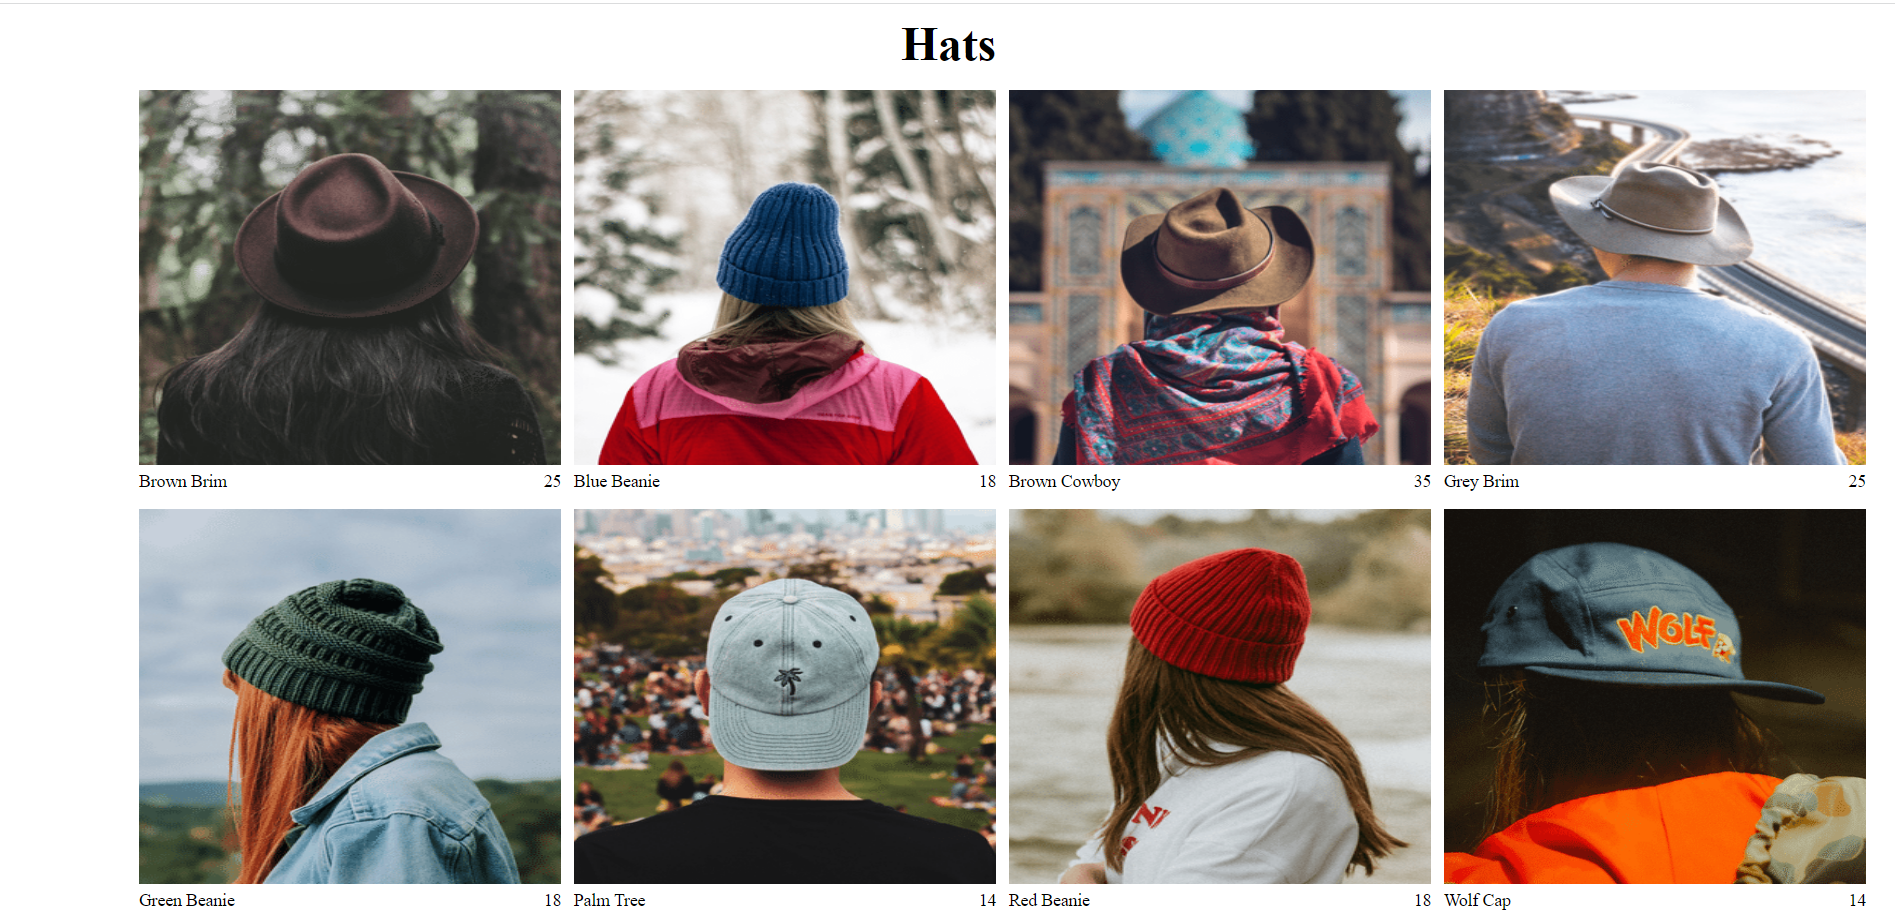 Hats
Brown Brim 25
Blue Beanie 18
Brown Cowboy 35
Grey Brim 25
WOLF
Green Beanie 18
Palm Tree 14
Red Beanie 18
Wolf Cap 14